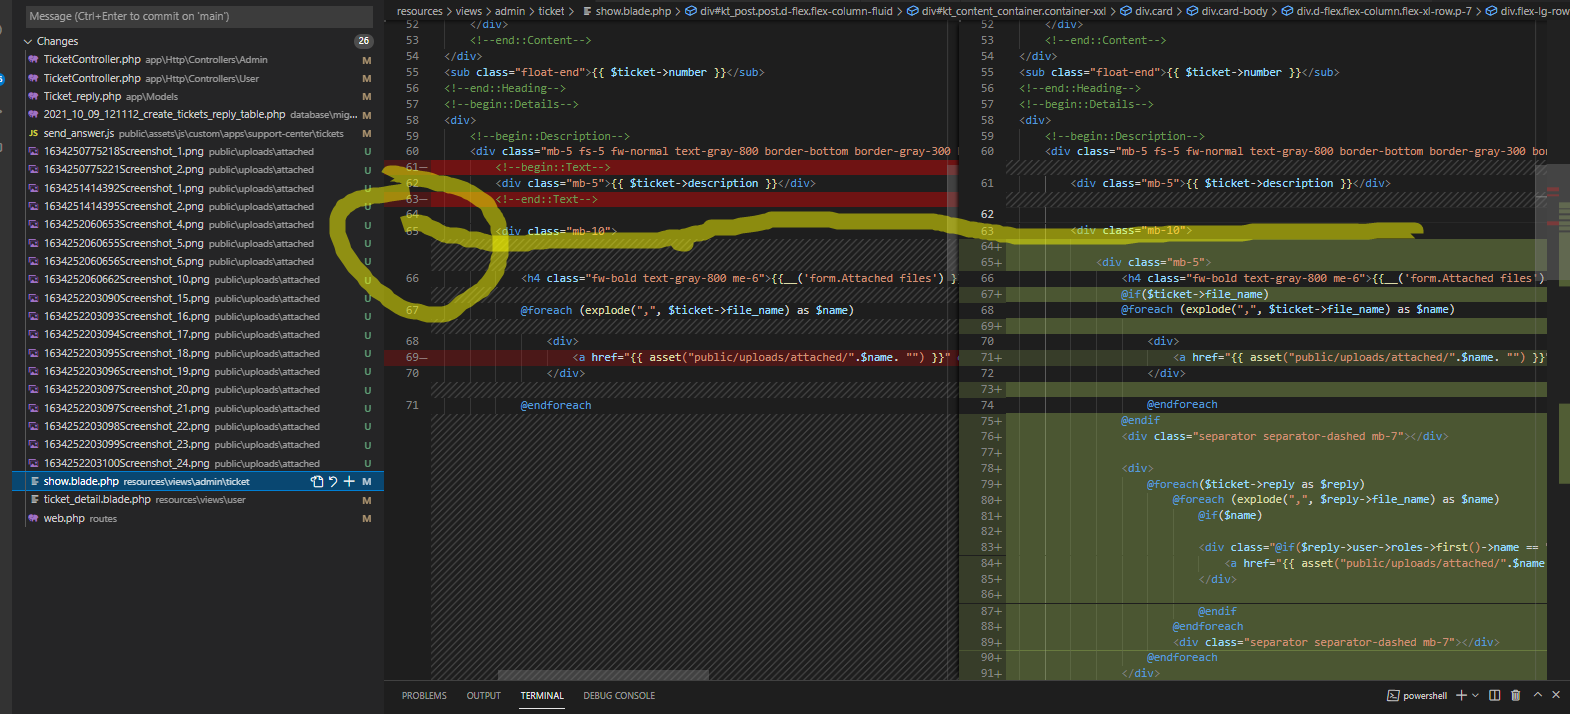 Message (Ctrl+Enter to commit on 'main')
Changes 26
TicketController.php app\Http\Controllers\Admin M
TicketController.php app\Http\Controllers\User M
Ticket_reply.php app\Models M
2021_10_09_121112_create_tickets_reply_table.php database\mig... M
JS send_answer.js public\assets\js\custom\apps\support-center\tickets M
1634250775218Screenshot_1.png public\uploads\attached U
1634250775221Screenshot_2.png public\uploads\attached U
1634251414392Screenshot_1.png public\uploads\attached U
1634251414395Screenshot_2.png public\uploads\attached U
1634252060653Screenshot_4.png public\uploads\attached U
1634252060655Screenshot_5.png public\uploads\attached U
1634252060656Screenshot_6.png public\uploads\attached U
1634252060662Screenshot_10.png public\uploads\attached U
1634252203090Screenshot_15.png public\uploads\attached U
1634252203093Screenshot_16.png public\uploads\attached U
1634252203094Screenshot_17.png public\uploads\attached U
1634252203095Screenshot_18.png public\uploads\attached U
1634252203096Screenshot_19.png public\uploads\attached U
1634252203097Screenshot_20.png public\uploads\attached U
1634252203097Screenshot_21.png public\uploads\attached U
1634252203098Screenshot_22.png public\uploads\attached U
1634252203099Screenshot_23.png public\uploads\attached U
1634252203100Screenshot_24.png public\uploads\attached U
show.blade.php resources\views\admin\ticket M
ticket_detail.blade.php resources\views\user M
web.php routes M
resources > views > admin > ticket > show.blade.php > div#kt_post.post.d-flex.flex-column-fluid > div#kt_content_container.container-xxl > div.card > div.card-body > div.d-flex.flex-column.flex-xl-row.p-7 > div.flex-lg-row
52 </div>
53 <!--end::Content-->
54 </div>
55 <sub class="float-end">{{ $ticket->number }}</sub>
56 <!--end::Heading-->
57 <!--begin::Details-->
58 <div>
59 <!--begin::Description-->
60 <div class="mb-5 fs-5 fw-normal text-gray-800 border-bottom border-gray-300
61— <!--begin::Text-->
62 <div class="mb-5">{{ $ticket->description }}</div>
63— <!--end::Text-->
64
65 <div class="mb-10">
66 <h4 class="fw-bold text-gray-800 me-6">{{__('form.Attached files') }
67 @foreach (explode(",", $ticket->file_name) as $name)
68 <div>
69— <a href="{{ asset("public/uploads/attached/".$name. "") }}"
70 </div>
71 @endforeach
52 </div>
53 <!--end::Content-->
54 </div>
55 <sub class="float-end">{{ $ticket->number }}</sub>
56 <!--end::Heading-->
57 <!--begin::Details-->
58 <div>
59 <!--begin::Description-->
60 <div class="mb-5 fs-5 fw-normal text-gray-800 border-bottom border-gray-300 bor
61 <div class="mb-5">{{ $ticket->description }}</div>
62
63 <div class="mb-10">
64+
65+ <div class="mb-5">
66 <h4 class="fw-bold text-gray-800 me-6">{{__('form.Attached files')
67+ @if($ticket->file_name)
68 @foreach (explode(",", $ticket->file_name) as $name)
69+
70 <div>
71+ <a href="{{ asset("public/uploads/attached/".$name. "") }}"
72 </div>
73+
74 @endforeach
75+ @endif
76+ <div class="separator separator-dashed mb-7"></div>
77+
78+ <div>
79+ @foreach($ticket->reply as $reply)
80+ @foreach (explode(",", $reply->file_name) as $name)
81+ @if($name)
82+
83+ <div class="@if($reply->user->roles->first()->name == '
84+ <a href="{{ asset("public/uploads/attached/".$name
85+ </div>
86+
87+ @endif
88+ @endforeach
89+ <div class="separator separator-dashed mb-7"></div>
90+ @endforeach
91+ </div>
PROBLEMS OUTPUT TERMINAL DEBUG CONSOLE powershell